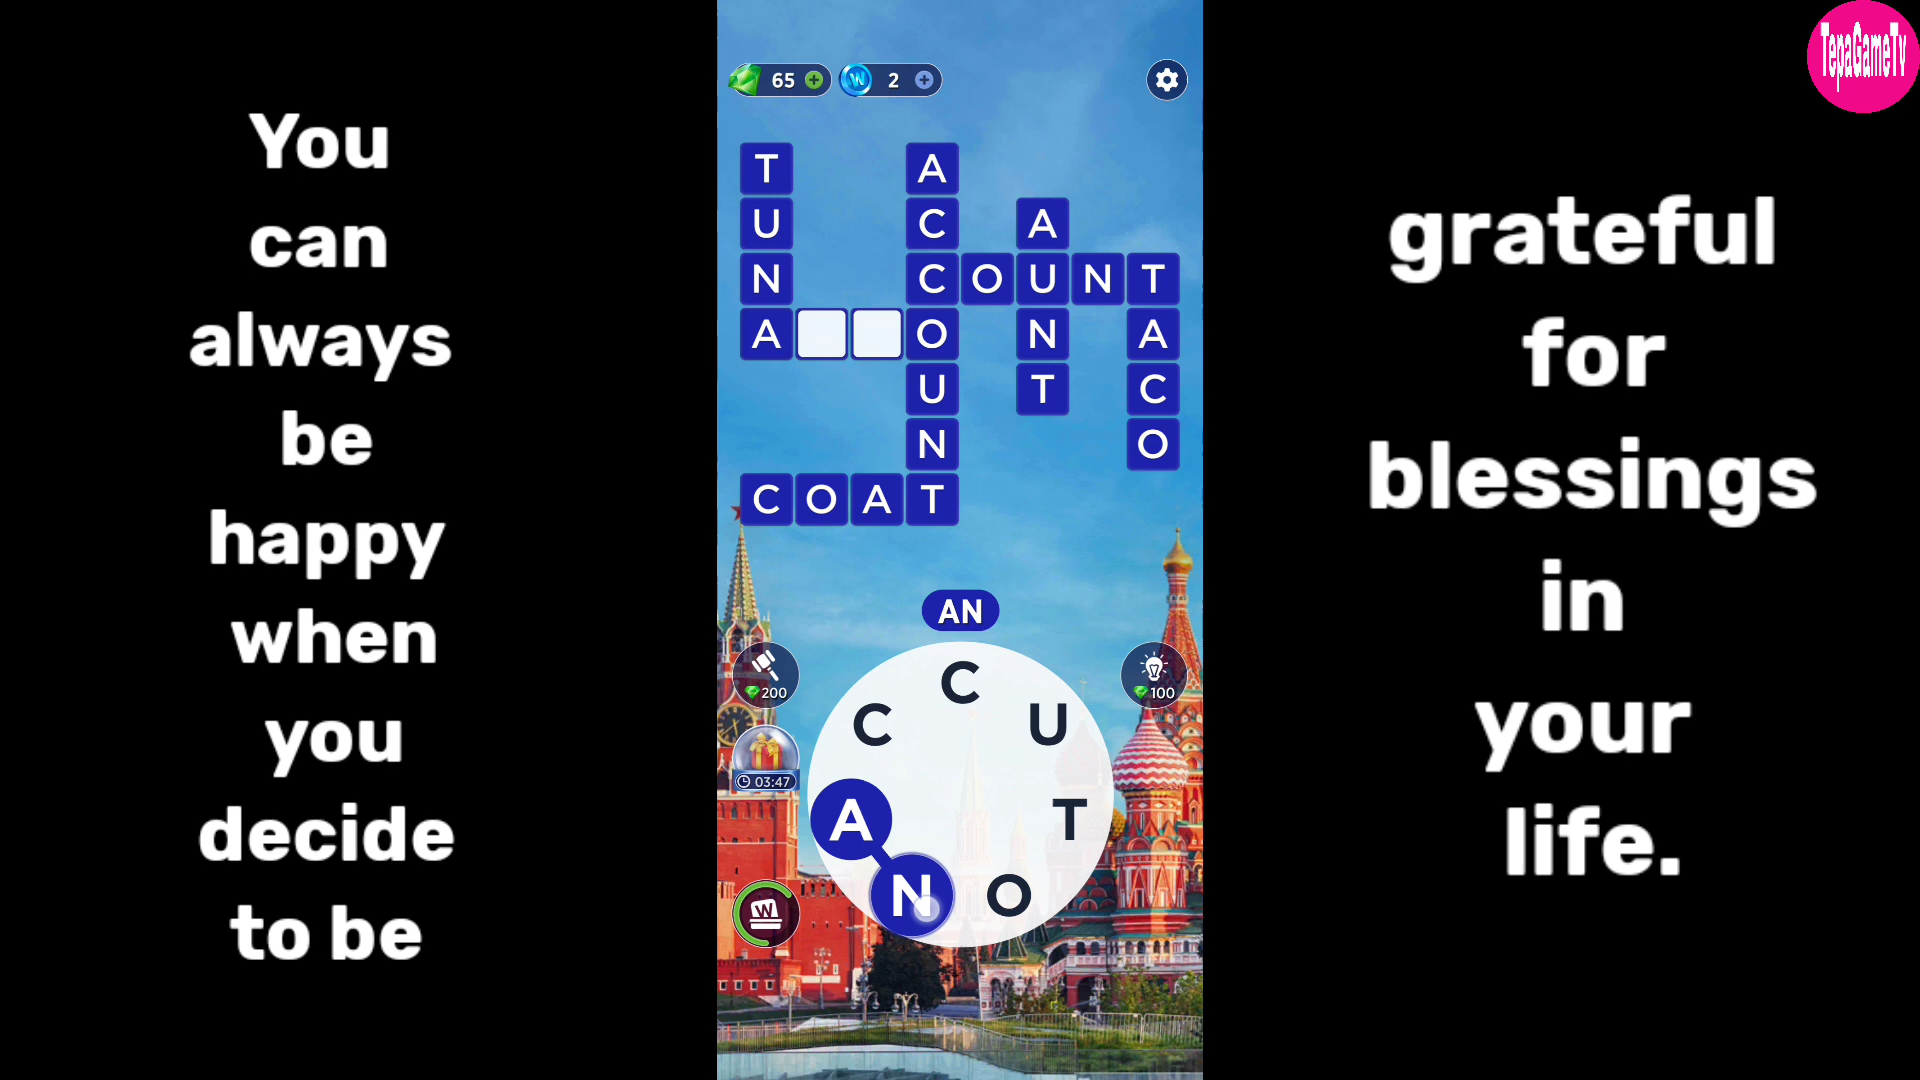 You
can
always
be
happy
when
you
decide
to be
65
2
T
A
U
C
A
N
C O U N T
A
O
N
A
U
T
C
N
O
C O A T
AN
200
100
03:47
W
C
C
U
A
T
N
O
grateful
for
blessings
in
your
life.
TepaGameTv